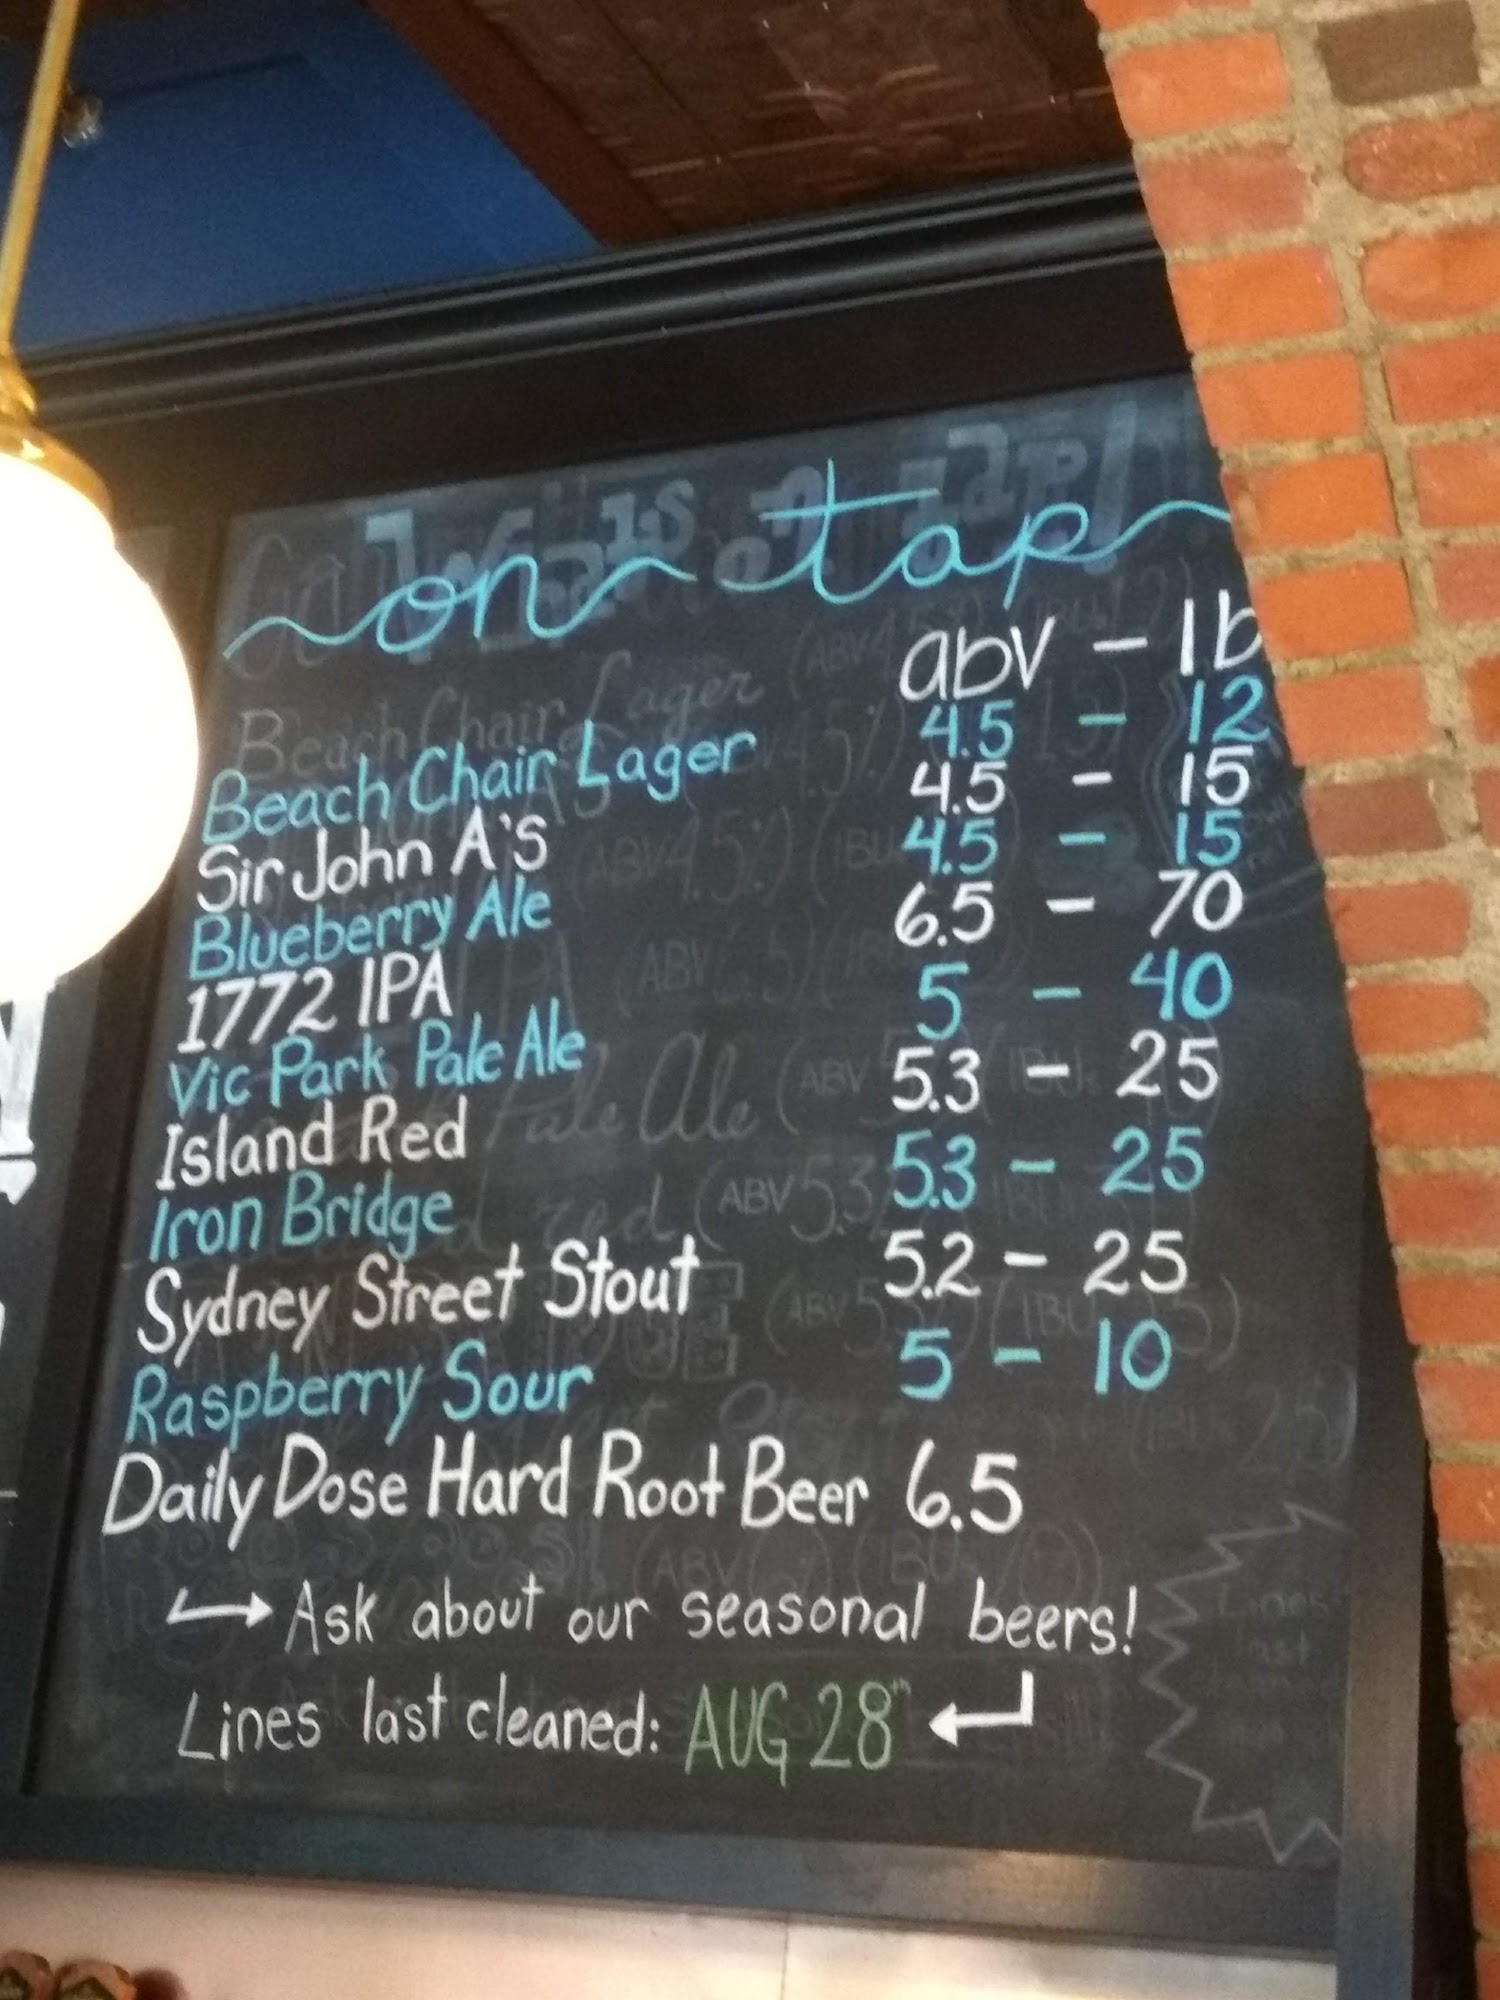 on tap
abv - Ib
Beach Chair Lager 4.5 - 12
Sir John A's 4.5 - 15
Blueberry Ale 4.5 - 15
1772 IPA 6.5 - 70
Vic Park Pale Ale 5 - 40
Island Red 5.3 - 25
Iron Bridge 5.3 - 25
Sydney Street Stout 5.2 - 25
Raspberry Sour 5 - 10
Daily Dose Hard Root Beer 6.5
Ask about our seasonal beers!
Lines last cleaned: AUG 28th